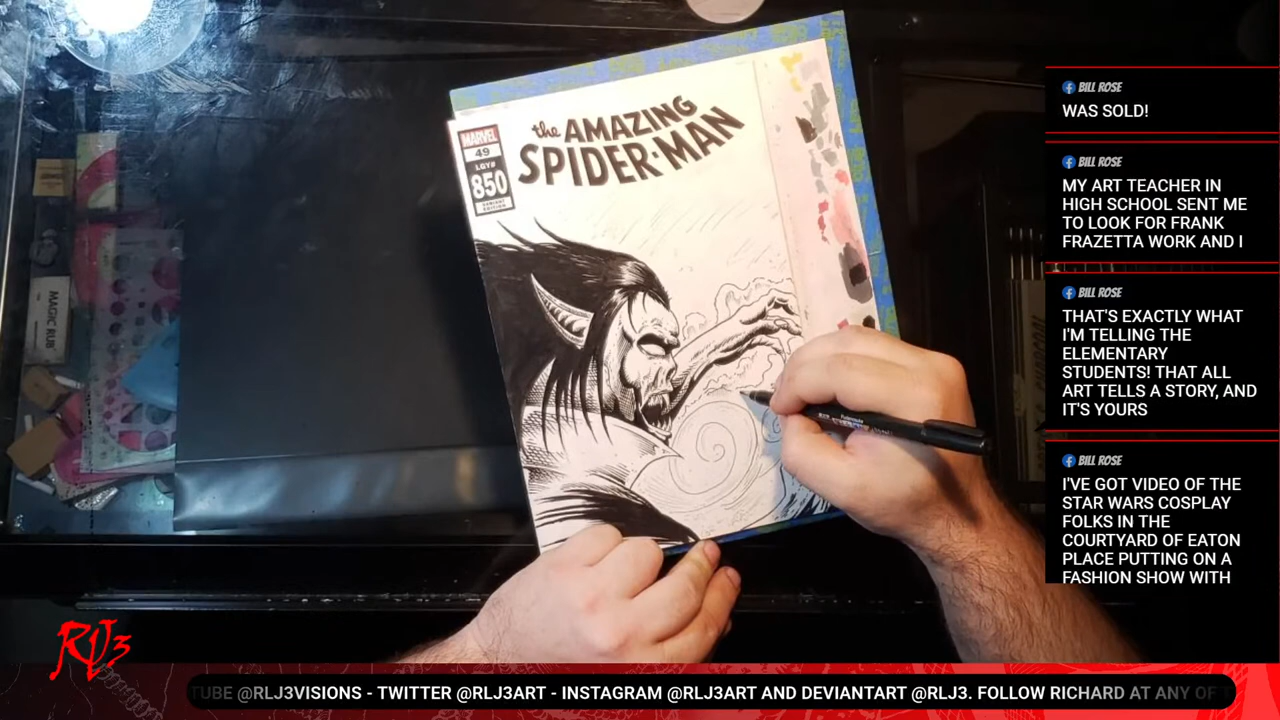 the AMAZING
SPIDER-MAN
MARVEL
49
LGY#
850
VARIANT
EDITION
MAGIC RUB
BILL ROSE
WAS SOLD!
BILL ROSE
MY ART TEACHER IN
HIGH SCHOOL SENT ME
TO LOOK FOR FRANK
FRAZETTA WORK AND I
BILL ROSE
THAT'S EXACTLY WHAT
I'M TELLING THE
ELEMENTARY
STUDENTS! THAT ALL
ART TELLS A STORY, AND
IT'S YOURS
BILL ROSE
I'VE GOT VIDEO OF THE
STAR WARS COSPLAY
FOLKS IN THE
COURTYARD OF EATON
PLACE PUTTING ON A
FASHION SHOW WITH
RLJ3
TUBE @RLJ3VISIONS - TWITTER @RLJ3ART - INSTAGRAM @RLJ3ART AND DEVIANTART @RLJ3. FOLLOW RICHARD AT ANY OF